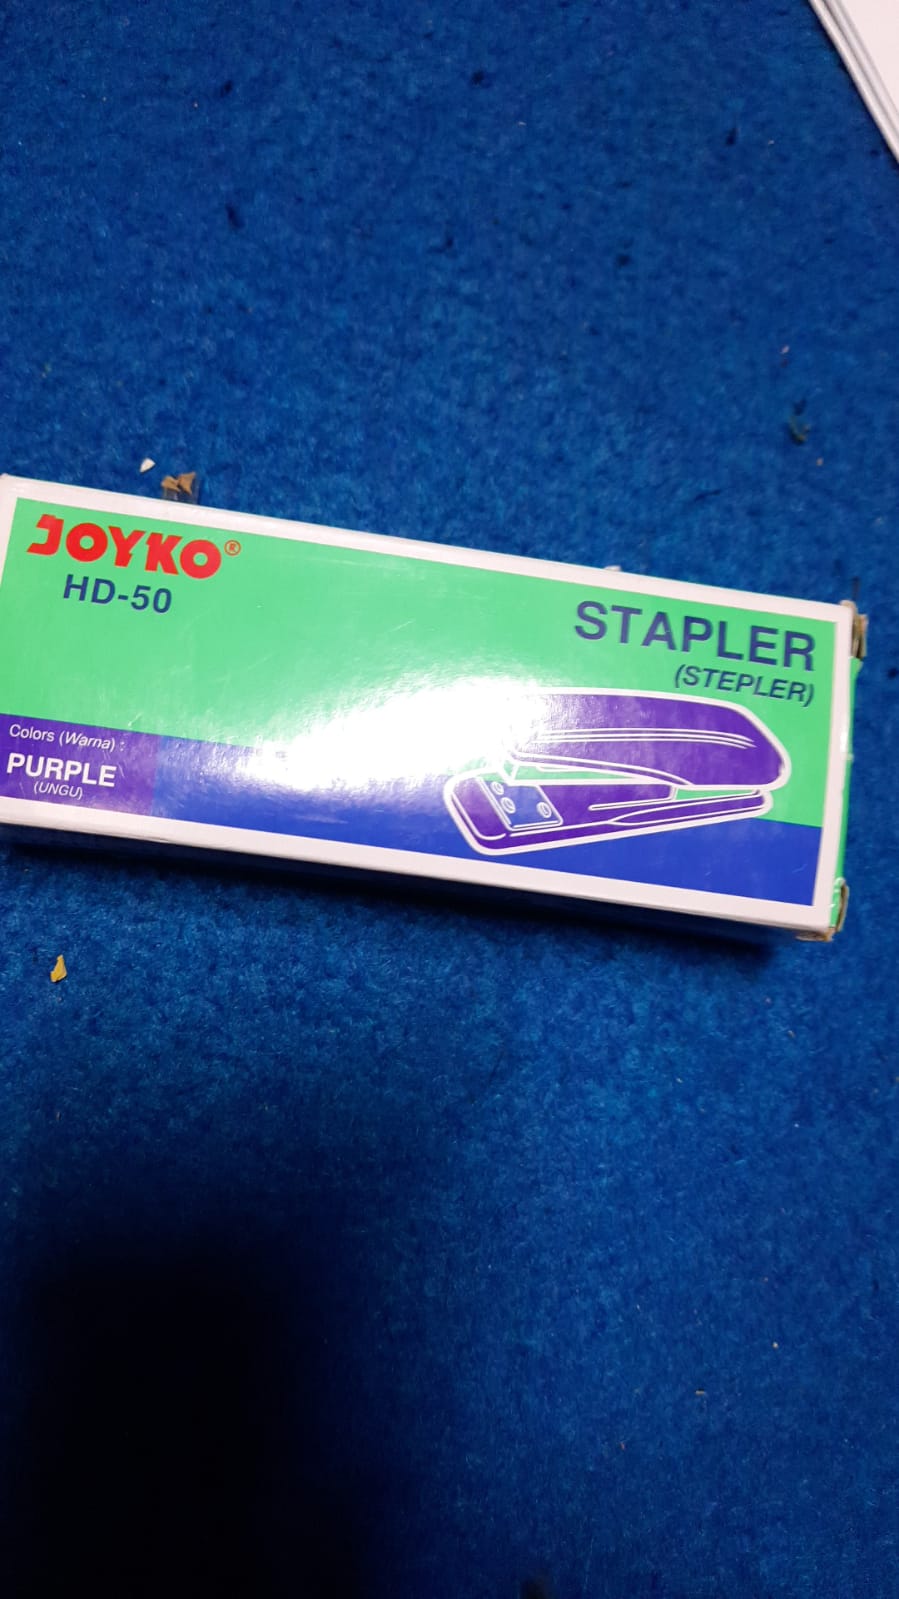 JOYKO®
HD-50
STAPLER
(STEPLER)
Colors (Warna) :
PURPLE
(UNGU)